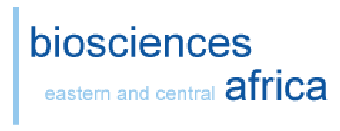 biosciences
eastern and central africa